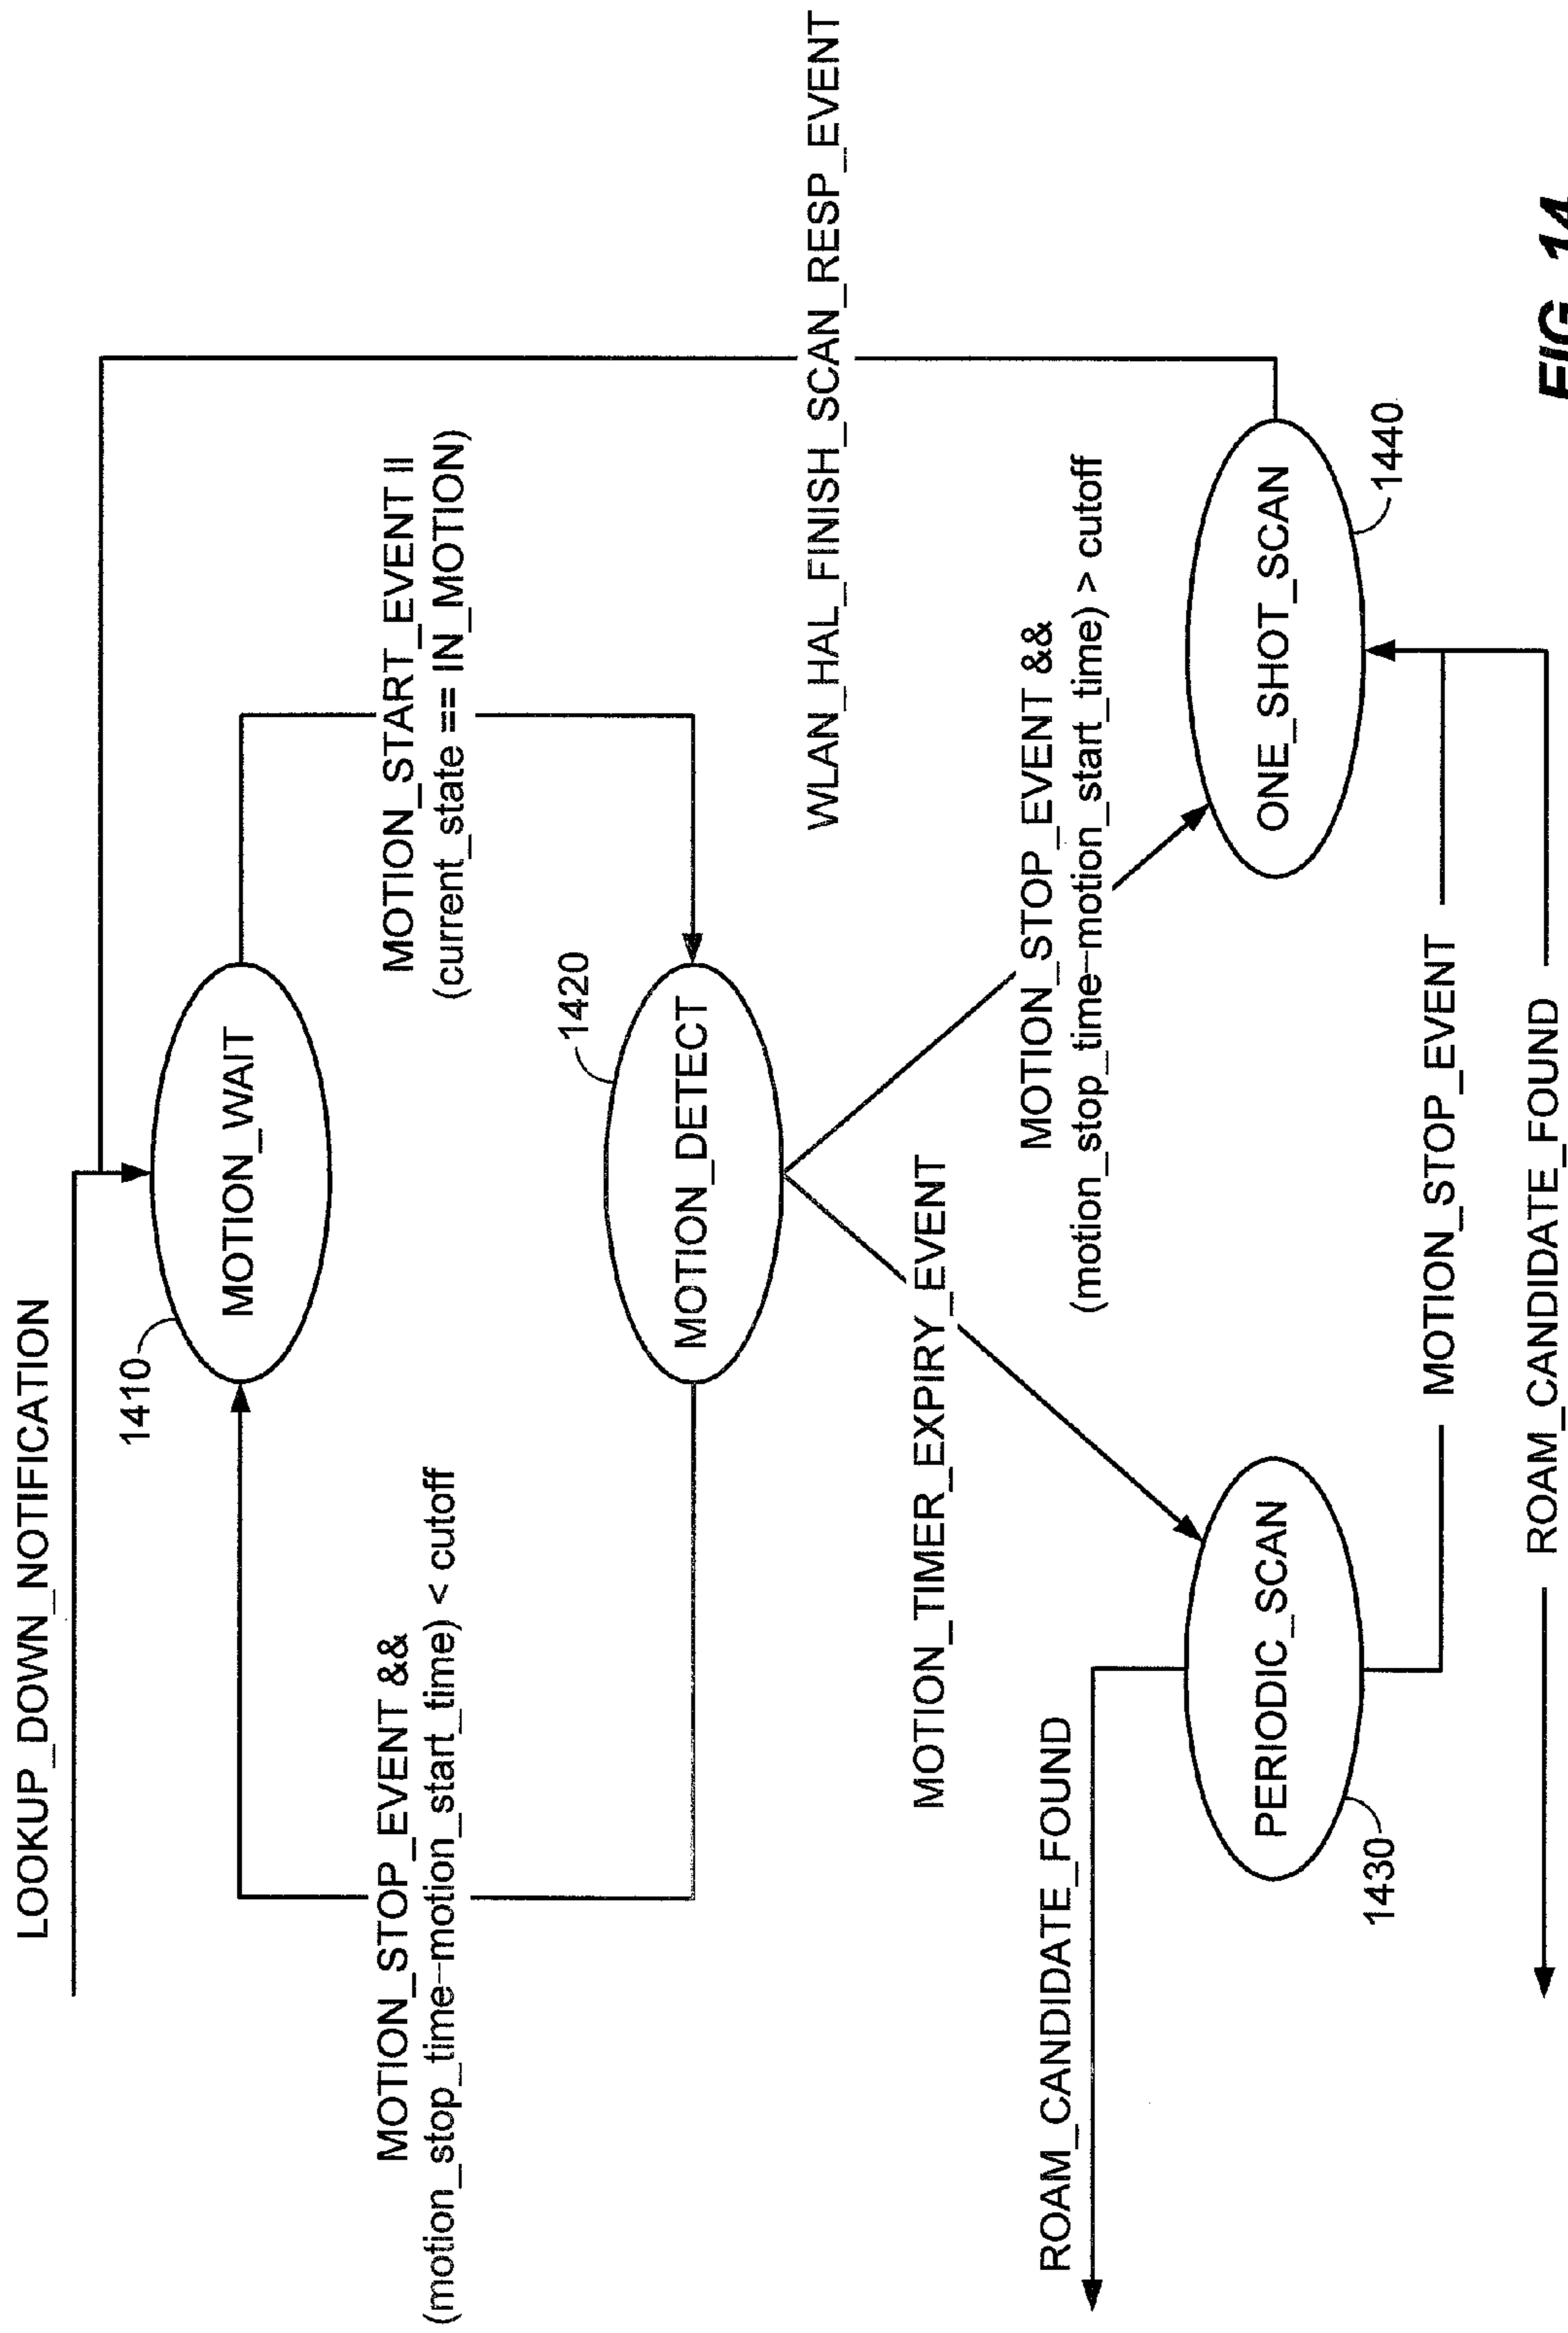 LOOKUP_DOWN_NOTIFICATION
1410
MOTION_WAIT
MOTION_STOP_EVENT &&
(motion_stop_time--motion_start_time) < cutoff
MOTION_START_EVENT II
(current_state == IN_MOTION)
1420
MOTION_DETECT
WLAN_HAL_FINISH_SCAN_RESP_EVENT
MOTION_TIMER_EXPIRY_EVENT
MOTION_STOP_EVENT &&
(motion_stop_time--motion_start_time) > cutoff
ROAM_CANDIDATE_FOUND
PERIODIC_SCAN
1430
ONE_SHOT_SCAN
1440
MOTION_STOP_EVENT
ROAM_CANDIDATE_FOUND
FIG. 14